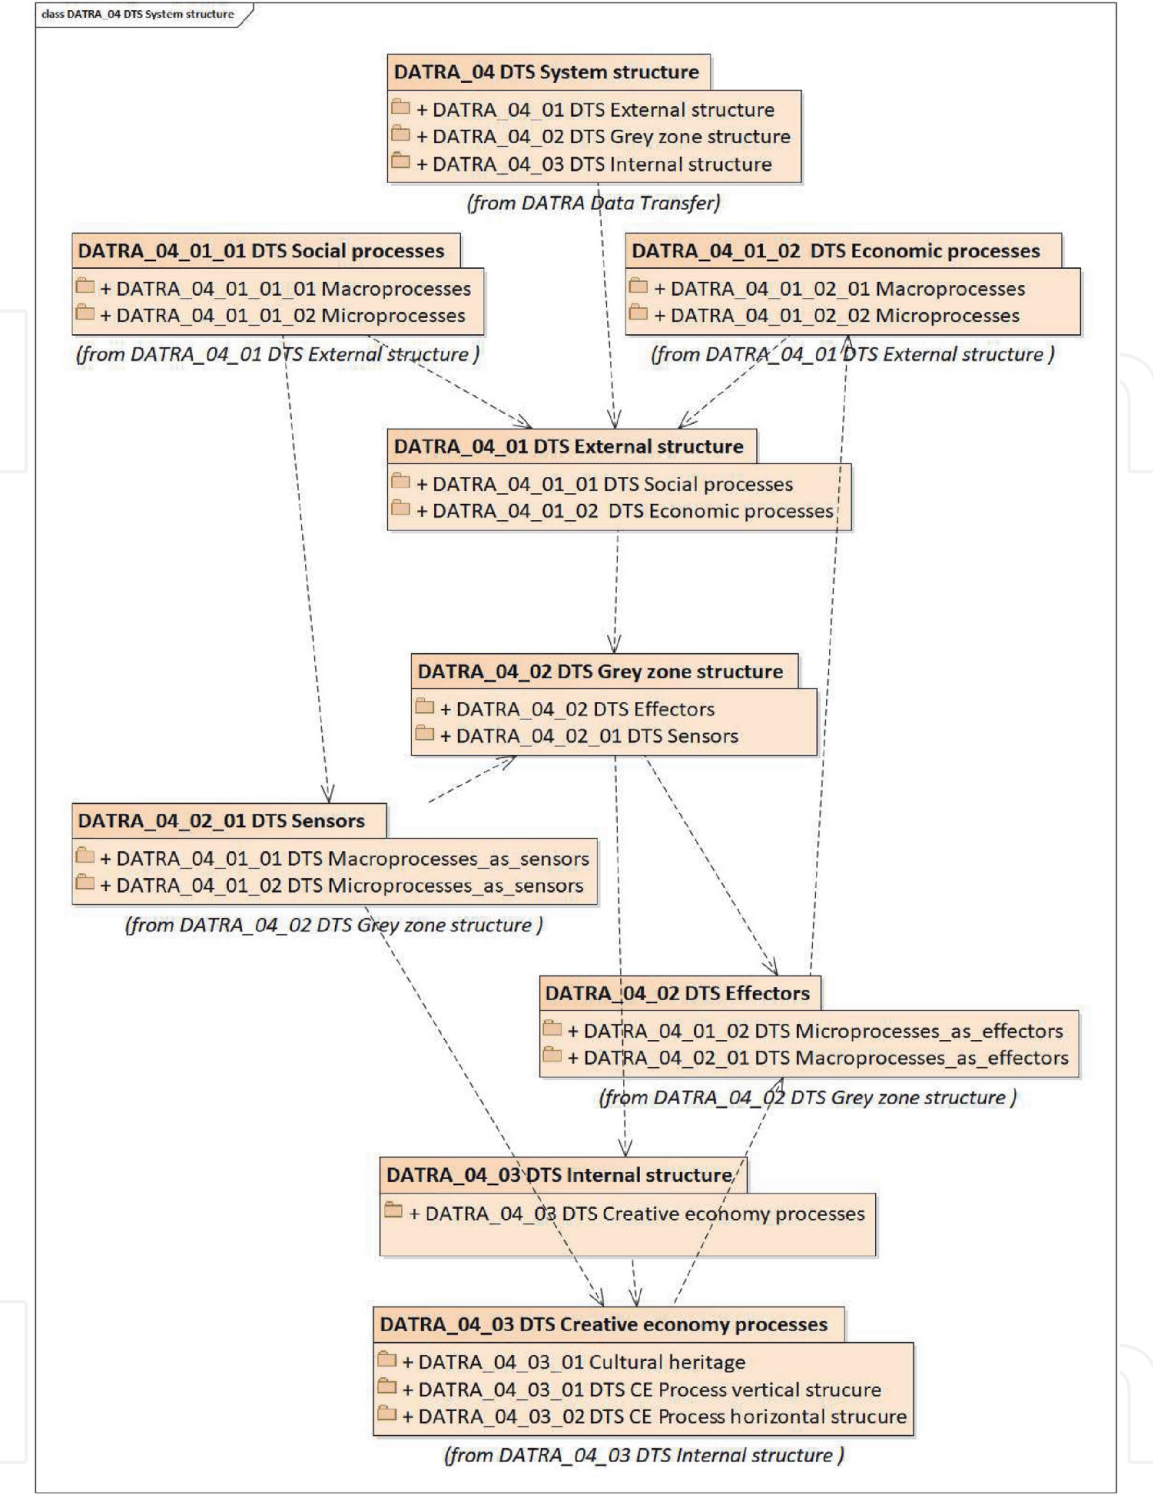 class DATRA_04 DTS System structure
DATRA_04 DTS System structure
+ DATRA_04_01 DTS External structure
+ DATRA_04_02 DTS Grey zone structure
+ DATRA_04_03 DTS Internal structure
(from DATRA Data Transfer)
DATRA_04_01_01 DTS Social processes
+ DATRA_04_01_01_01 Macroprocesses
+ DATRA_04_01_01_02 Microprocesses
(from DATRA_04_01 DTS External structure )
DATRA_04_01_02  DTS Economic processes
+ DATRA_04_01_02_01 Macroprocesses
+ DATRA_04_01_02_02 Microprocesses
(from DATRA_04_01 DTS External structure )
DATRA_04_01 DTS External structure
+ DATRA_04_01_01 DTS Social processes
+ DATRA_04_01_02  DTS Economic processes
DATRA_04_02 DTS Grey zone structure
+ DATRA_04_02 DTS Effectors
+ DATRA_04_02_01 DTS Sensors
DATRA_04_02_01 DTS Sensors
+ DATRA_04_01_01 DTS Macroprocesses_as_sensors
+ DATRA_04_01_02 DTS Microprocesses_as_sensors
(from DATRA_04_02 DTS Grey zone structure )
DATRA_04_02 DTS Effectors
+ DATRA_04_01_02 DTS Microprocesses_as_effectors
+ DATRA_04_02_01 DTS Macroprocesses_as_effectors
(from DATRA_04_02 DTS Grey zone structure )
DATRA_04_03 DTS Internal structure
+ DATRA_04_03 DTS Creative economy processes
DATRA_04_03 DTS Creative economy processes
+ DATRA_04_03_01 Cultural heritage
+ DATRA_04_03_01 DTS CE Process vertical strucure
+ DATRA_04_03_02 DTS CE Process horizontal strucure
(from DATRA_04_03 DTS Internal structure )